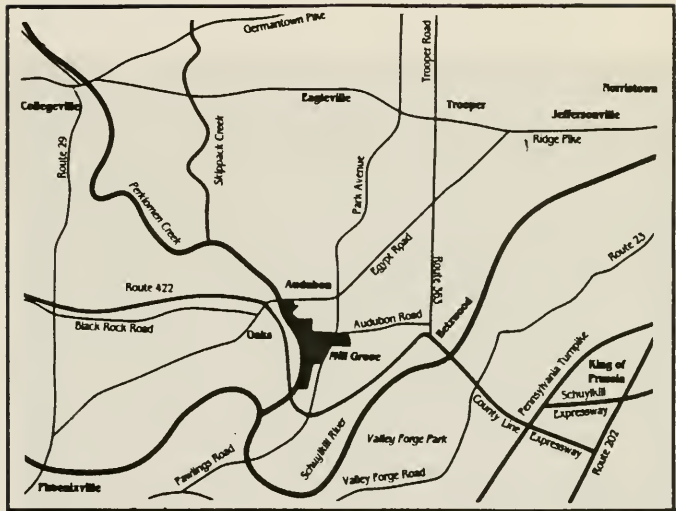 Germantown Pike
Trooper Road
Norristown
Collegeville
Eagleville
Trooper
Jeffersonville
Ridge Pike
Route 29
Skippack Creek
Park Avenue
Perkiomen Creek
Egypt Road
Route 23
Route 422
Audubon
Route 363
Betzwood
Black Rock Road
Audubon Road
Oaks
Mill Grove
Pennsylvania Turnpike
King of
Prussia
Schuylkill
Expressway
County Line
Expressway
Route 202
Schuylkill River
Valley Forge Park
Pawlings Road
Valley Forge Road
Phoenixville